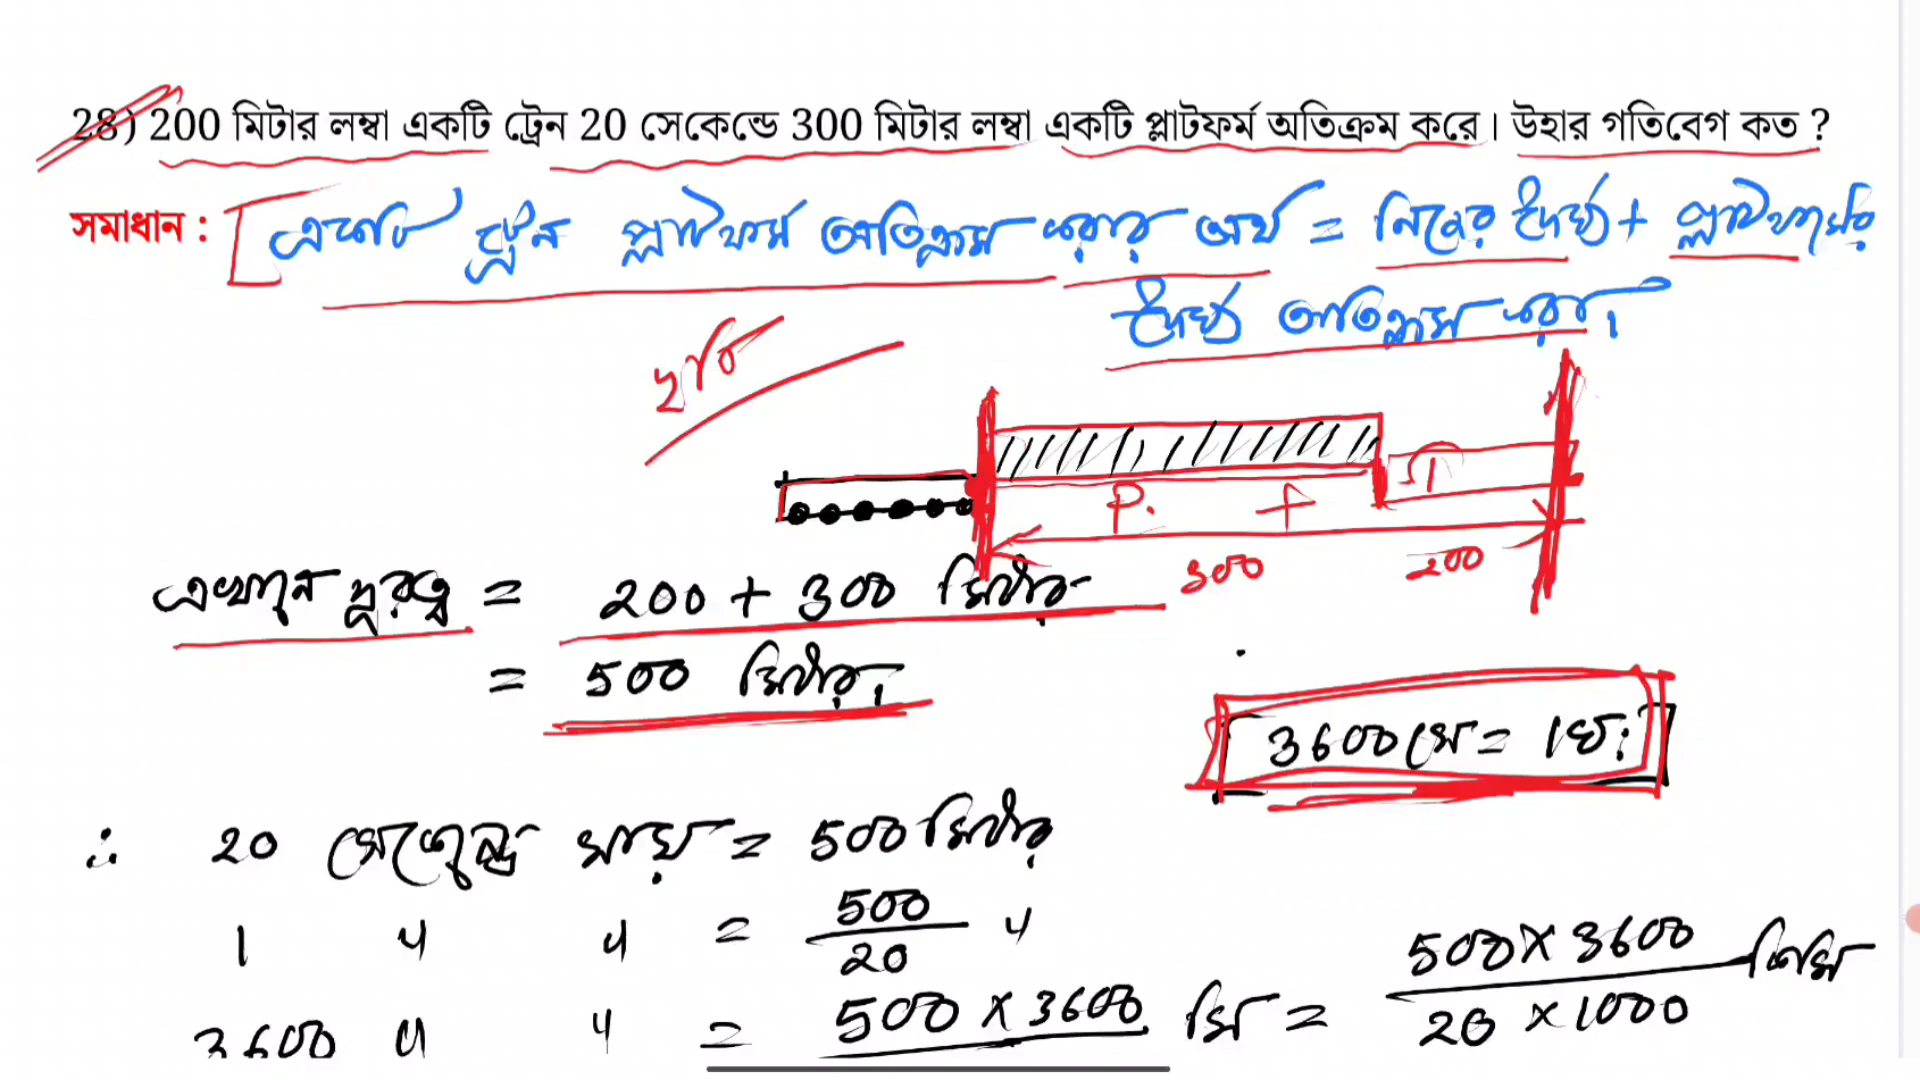 28) 200 মিটার লম্বা একটি ট্রেন 20 সেকেন্ডে 300 মিটার লম্বা একটি প্লাটফর্ম অতিক্রম করে। উহার গতিবেগ কত ?
সমাধান : [ একটি ট্রেন প্লাটফর্ম অতিক্রম করার অর্থ = নিজের দৈর্ঘ্য + প্লাটফর্মের
দৈর্ঘ্য অতিক্রম করা।
P. f
300 200
এখানে দূরত্ব = 200 + 300 মিটার
= 500 মিটার।
3600 সে = 1 ঘ:
∴ 20 সেকেন্ডে যায় = 500 মিটার
1 " " = 500/20 "
3600 " " = 500 × 3600 মি = 500 × 3600 / 20 × 1000 কিমি